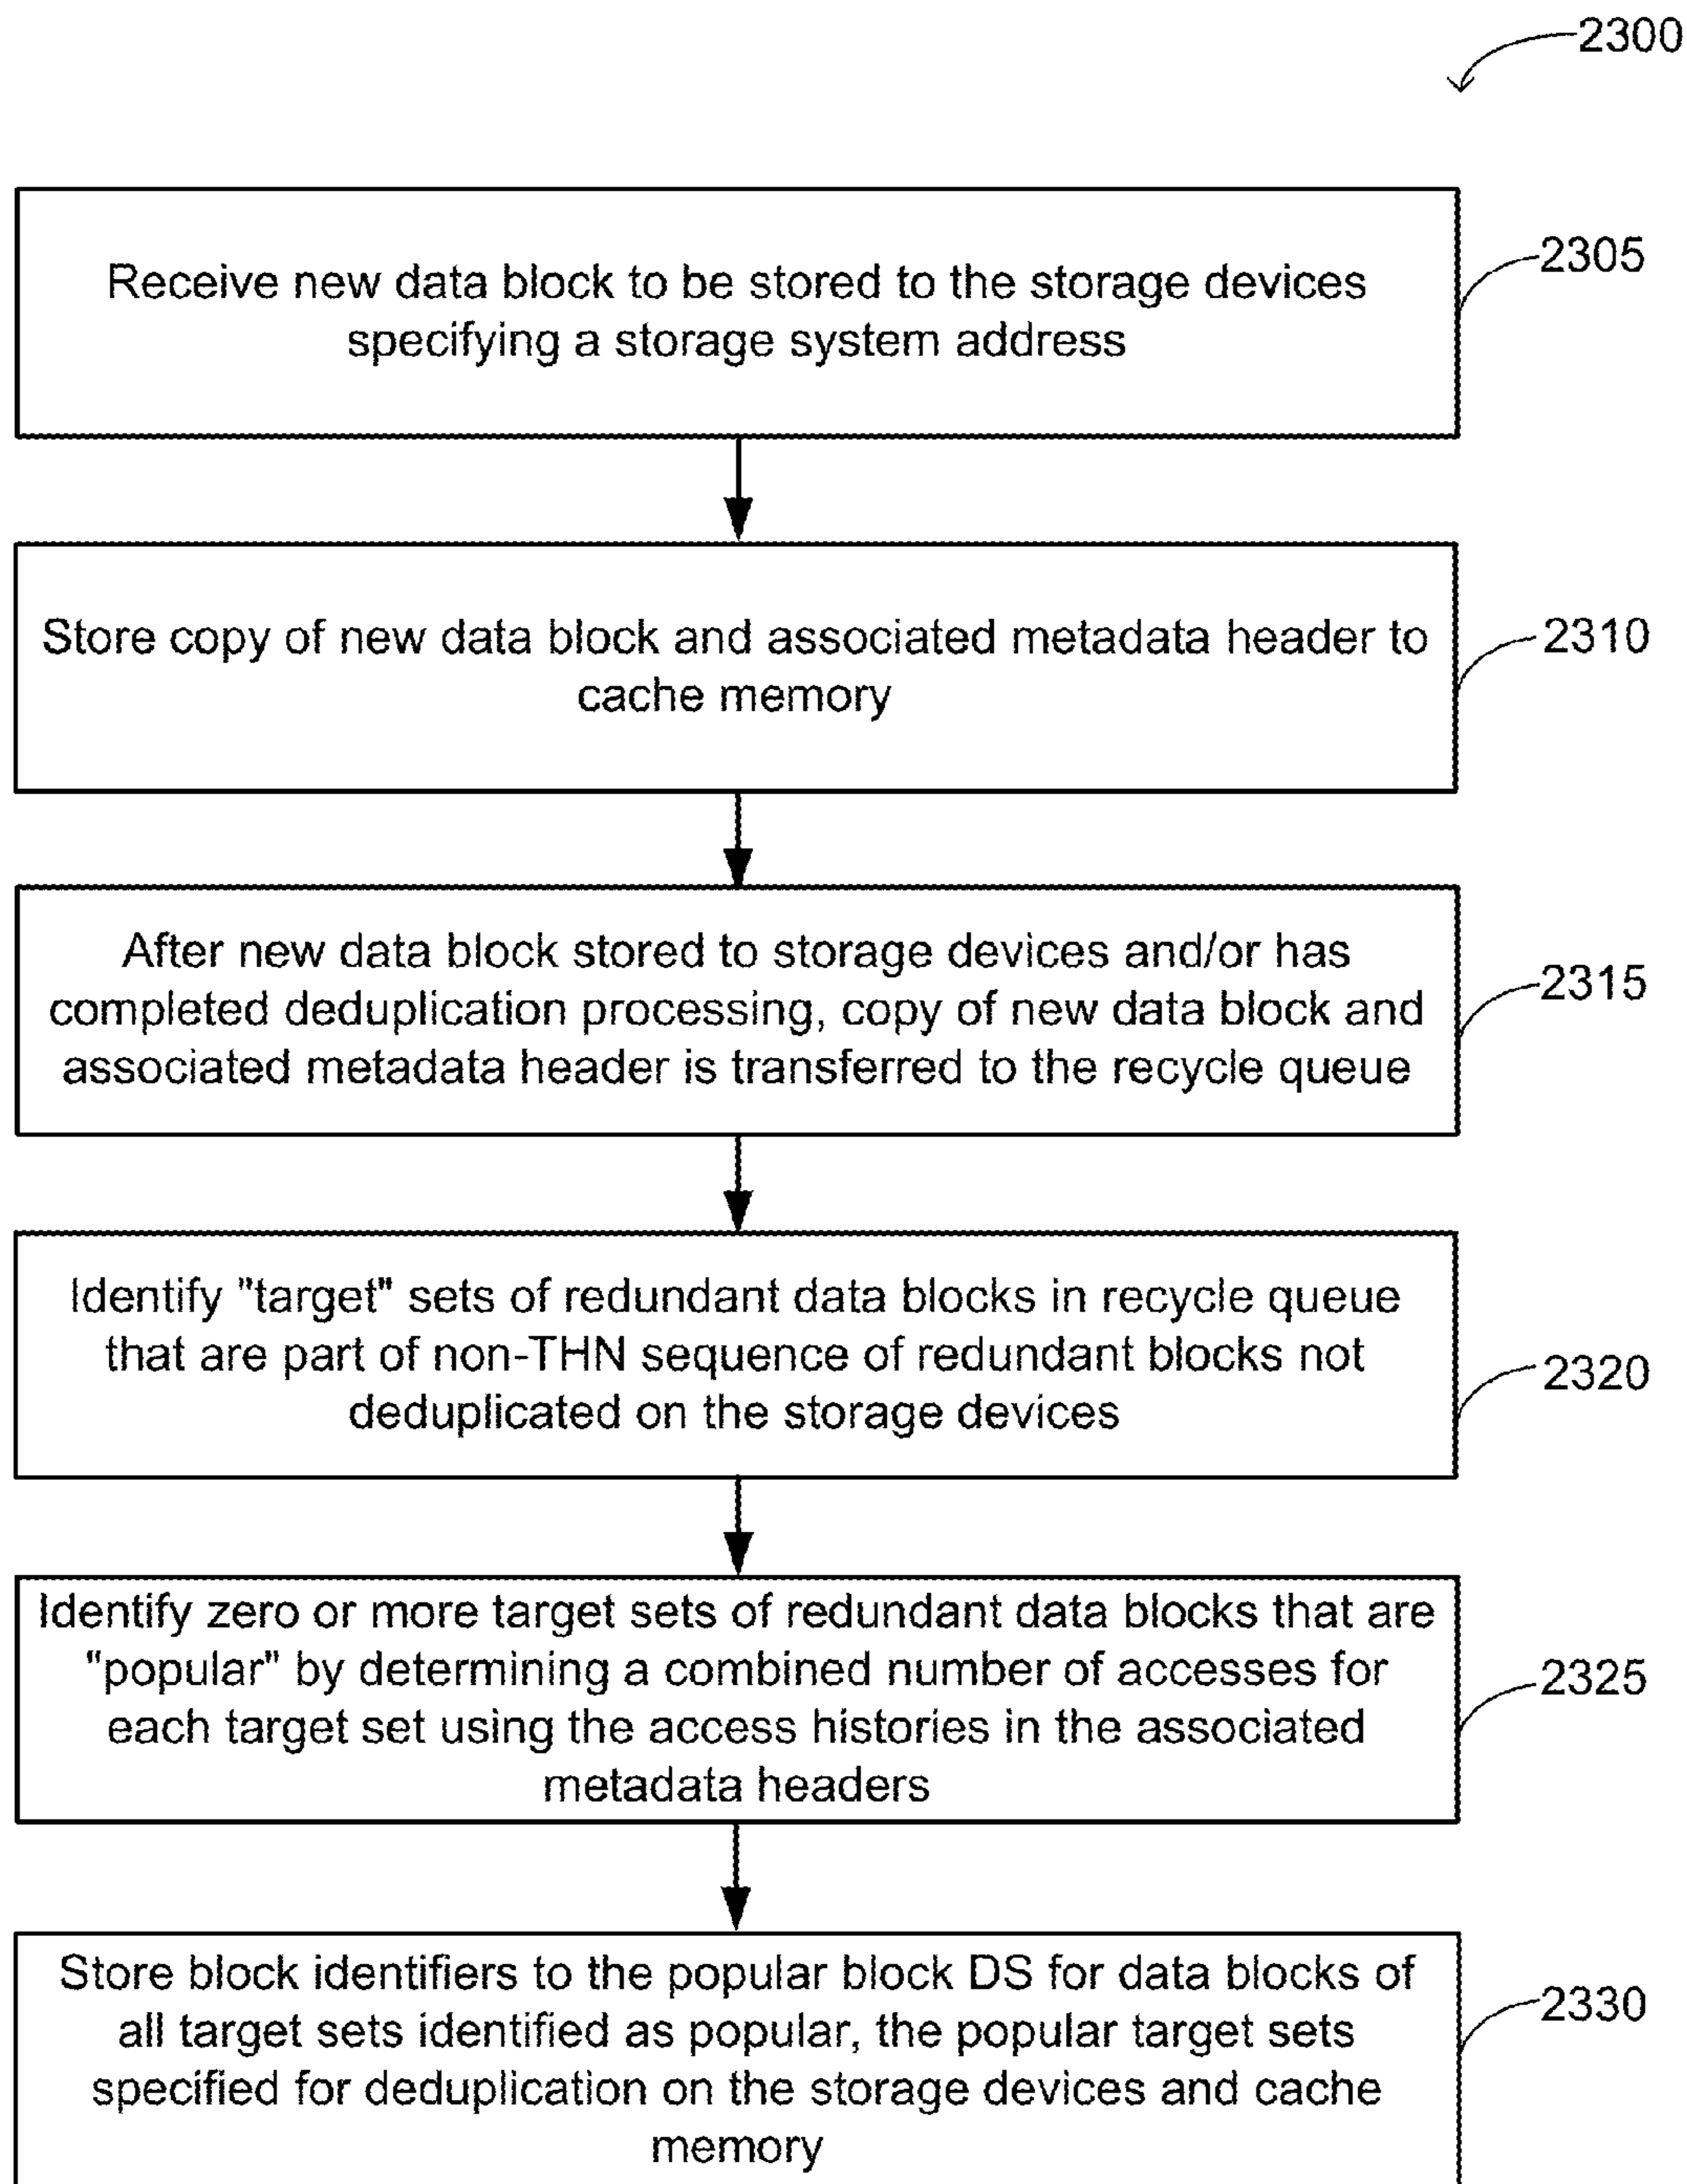 2300
Receive new data block to be stored to the storage devices
specifying a storage system address
2305
Store copy of new data block and associated metadata header to
cache memory
2310
After new data block stored to storage devices and/or has
completed deduplication processing, copy of new data block and
associated metadata header is transferred to the recycle queue
2315
Identify "target" sets of redundant data blocks in recycle queue
that are part of non-THN sequence of redundant blocks not
deduplicated on the storage devices
2320
Identify zero or more target sets of redundant data blocks that are
"popular" by determining a combined number of accesses for
each target set using the access histories in the associated
metadata headers
2325
Store block identifiers to the popular block DS for data blocks of
all target sets identified as popular, the popular target sets
specified for deduplication on the storage devices and cache
memory
2330